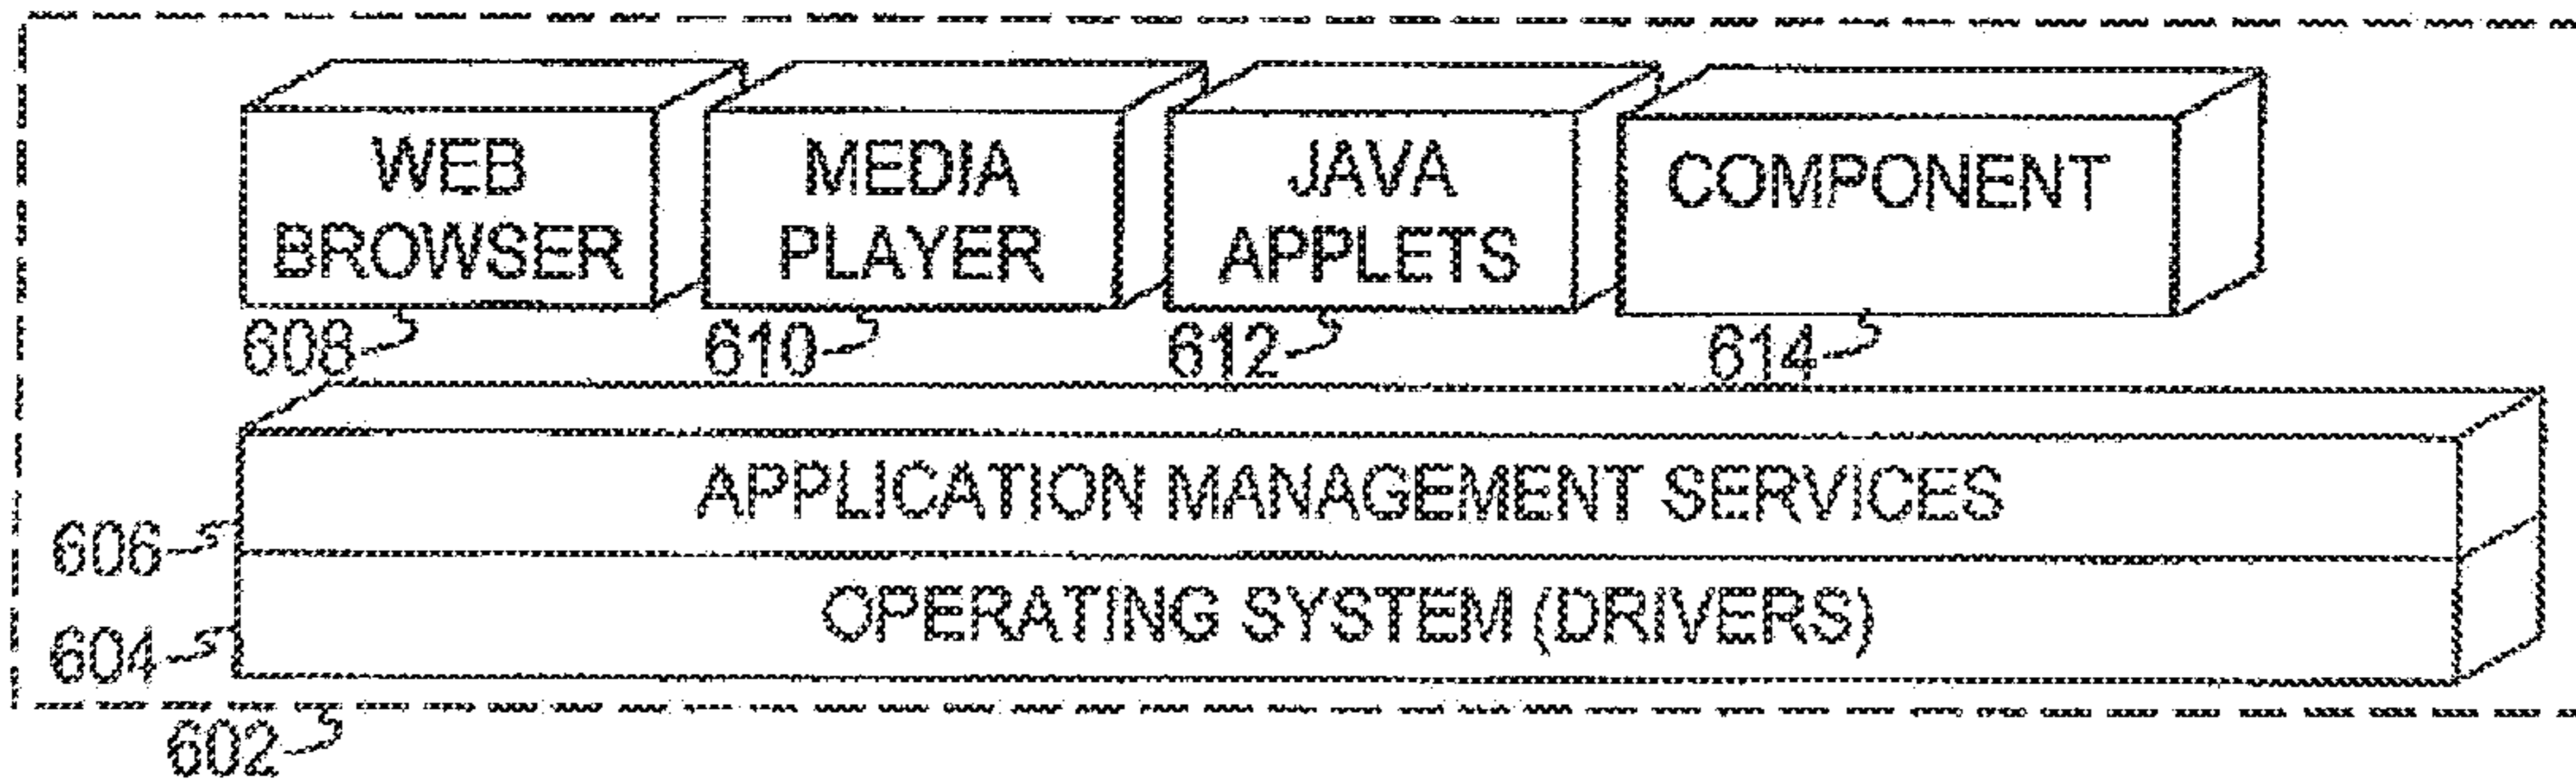 WEB
BROWSER
MEDIA
PLAYER
JAVA
APPLETS
COMPONENT
608
610
612
614
APPLICATION MANAGEMENT SERVICES
606
OPERATING SYSTEM (DRIVERS)
604
602